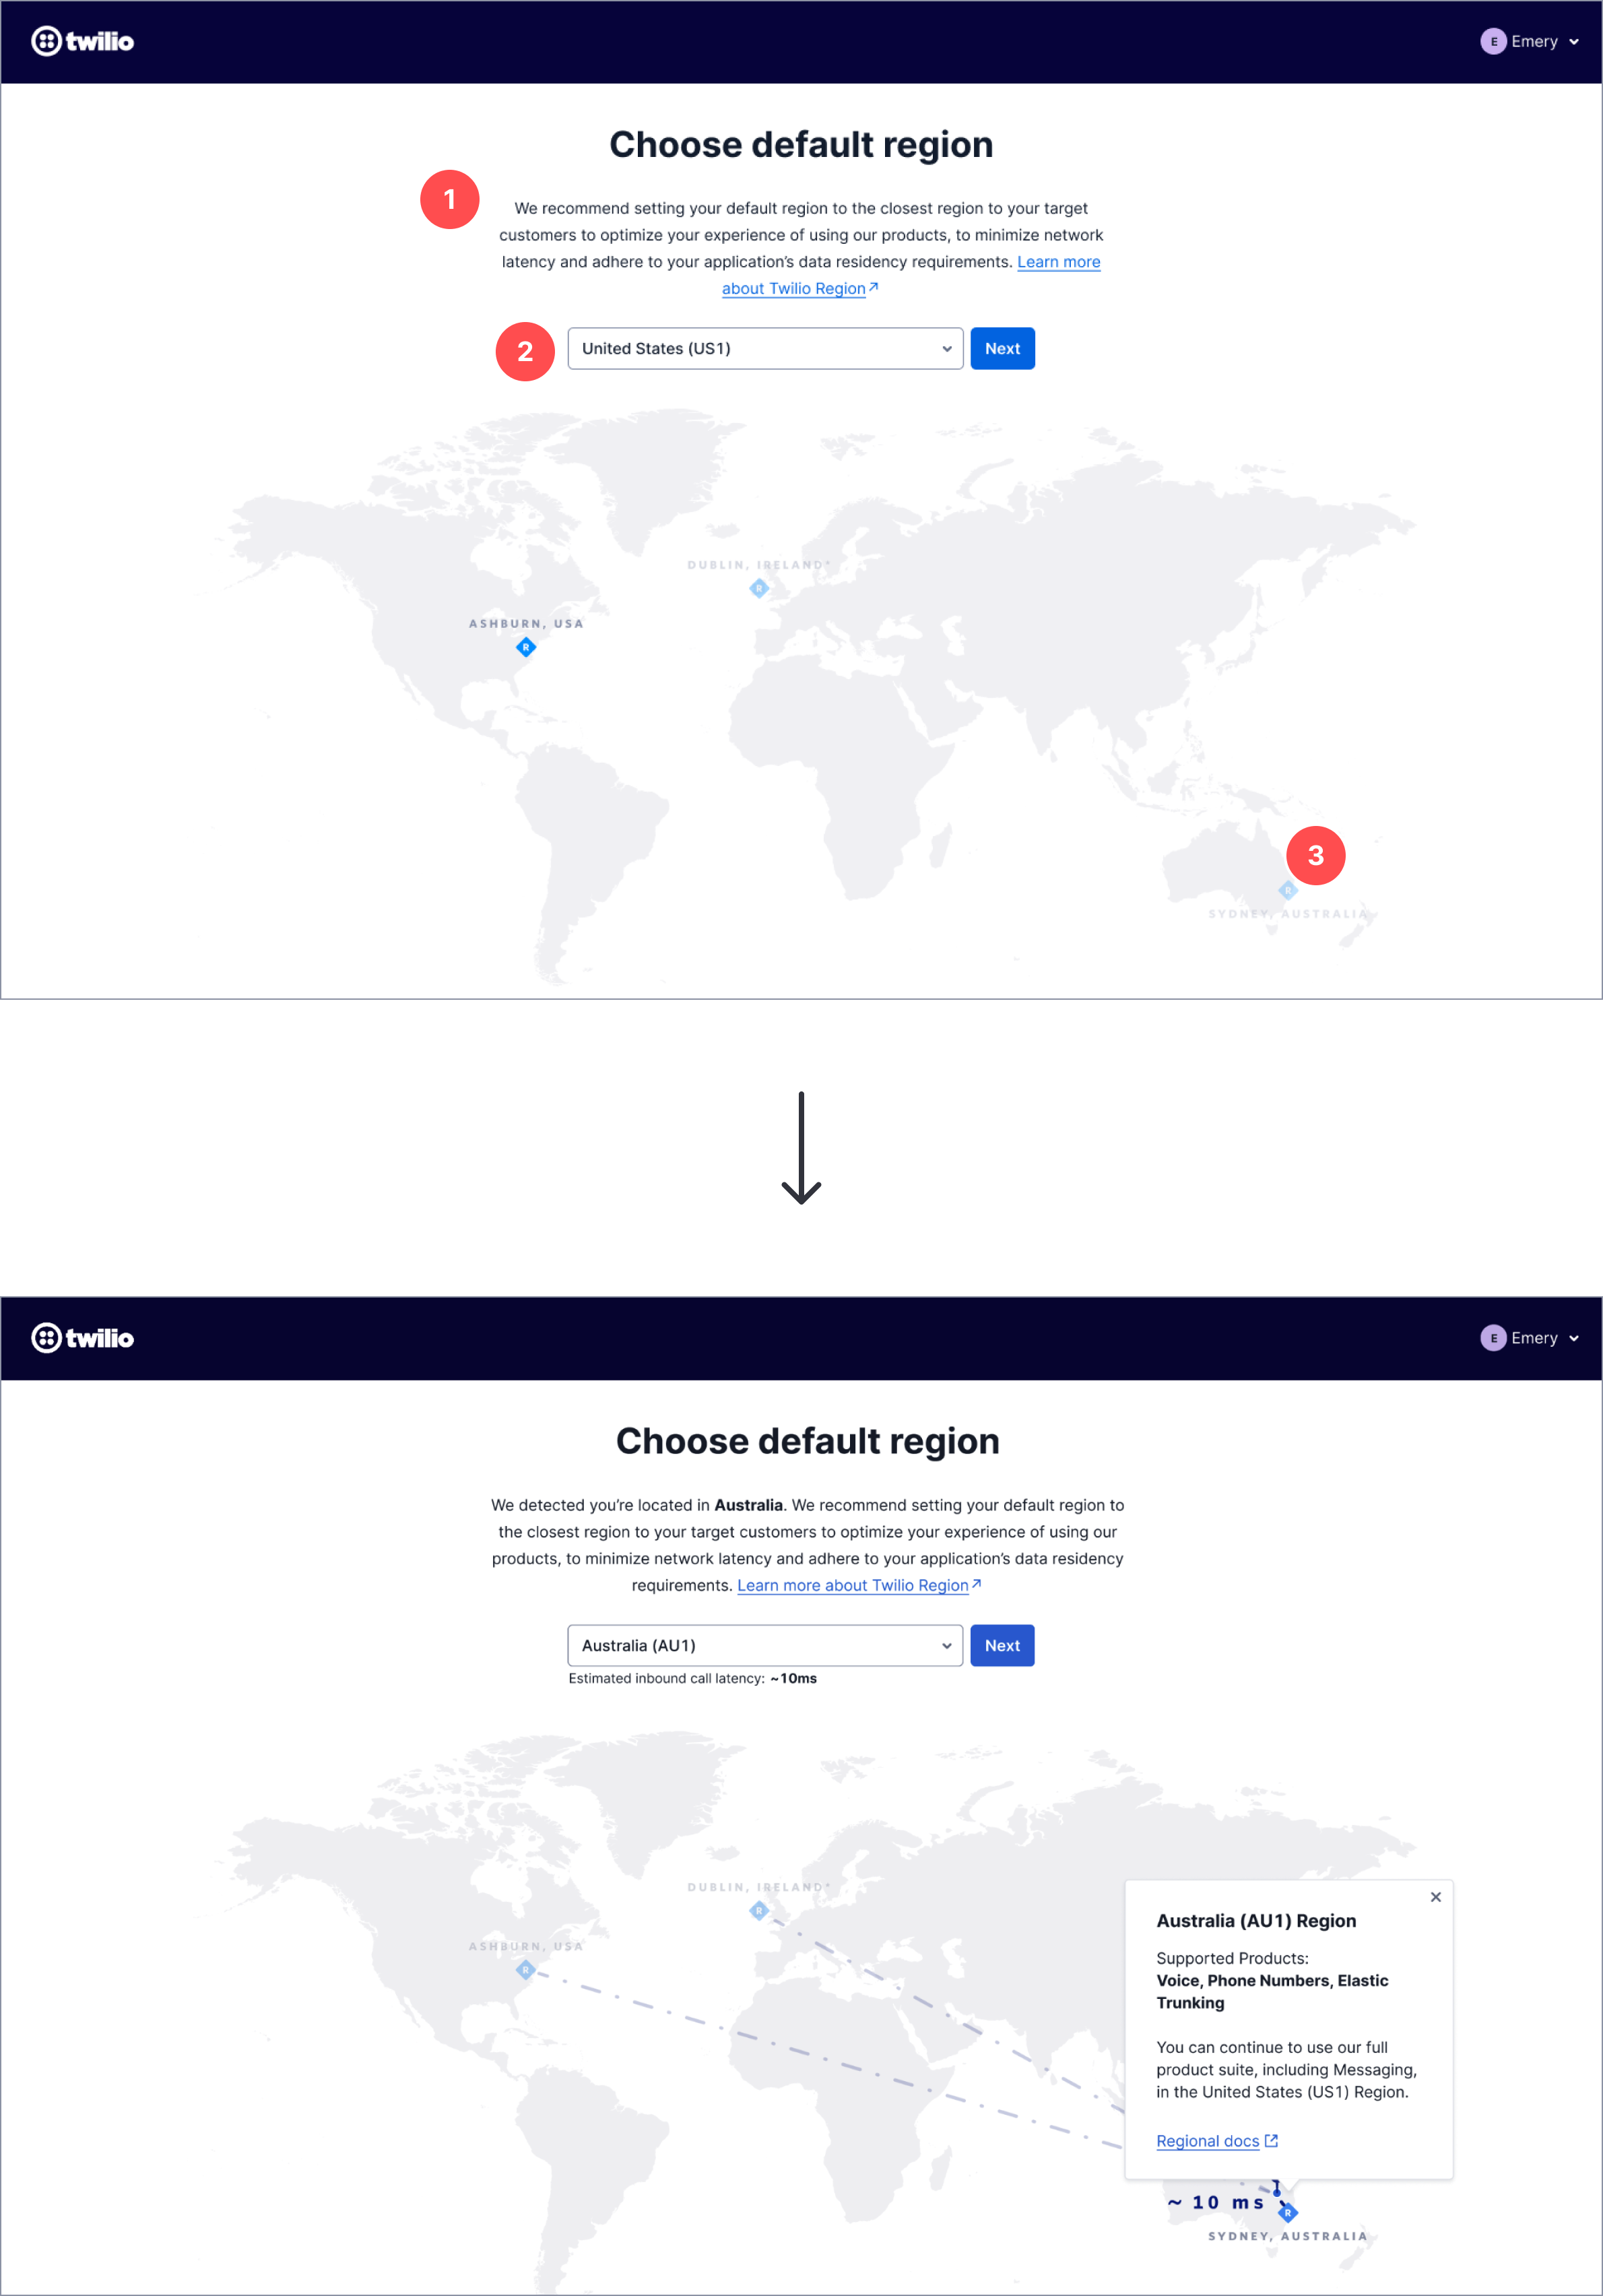 twilio
E Emery
Choose default region
1
We recommend setting your default region to the closest region to your target
customers to optimize your experience of using our products, to minimize network
latency and adhere to your application’s data residency requirements. Learn more
about Twilio Region
2
United States (US1)
Next
DUBLIN, IRELAND*
R
ASHBURN, USA
R
3
R
SYDNEY, AUSTRALIA
twilio
E Emery
Choose default region
We detected you’re located in Australia. We recommend setting your default region to
the closest region to your target customers to optimize your experience of using our
products, to minimize network latency and adhere to your application’s data residency
requirements. Learn more about Twilio Region
Australia (AU1)
Next
Estimated inbound call latency: ~10ms
DUBLIN, IRELAND*
R
ASHBURN, USA
R
Australia (AU1) Region
Supported Products:
Voice, Phone Numbers, Elastic
Trunking
You can continue to use our full
product suite, including Messaging,
in the United States (US1) Region.
Regional docs
~ 10 ms
R
SYDNEY, AUSTRALIA